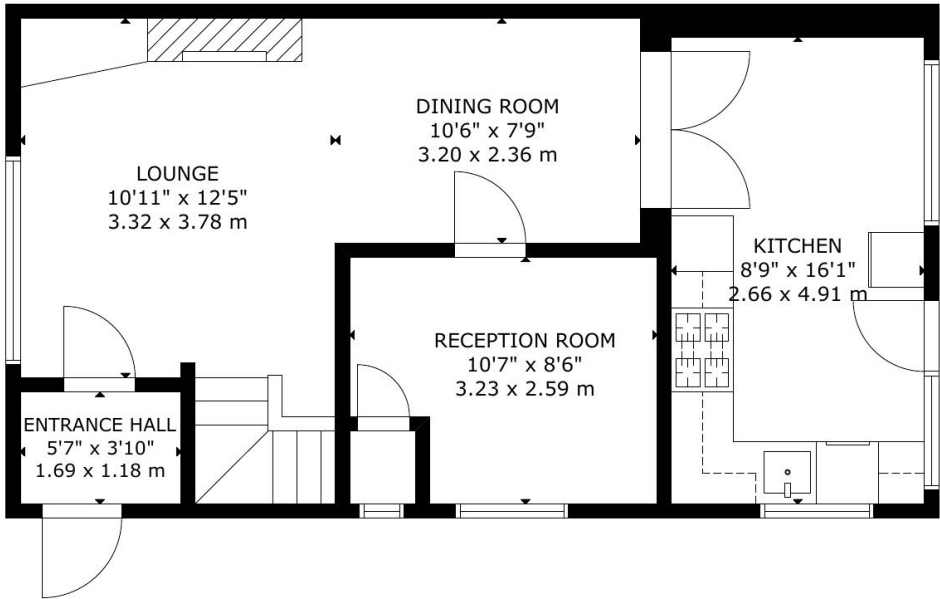 DINING ROOM
10'6" x 7'9"
3.20 x 2.36 m
LOUNGE
10'11" x 12'5"
3.32 x 3.78 m
KITCHEN
8'9" x 16'1"
2.66 x 4.91 m
RECEPTION ROOM
10'7" x 8'6"
3.23 x 2.59 m
ENTRANCE HALL
5'7" x 3'10"
1.69 x 1.18 m